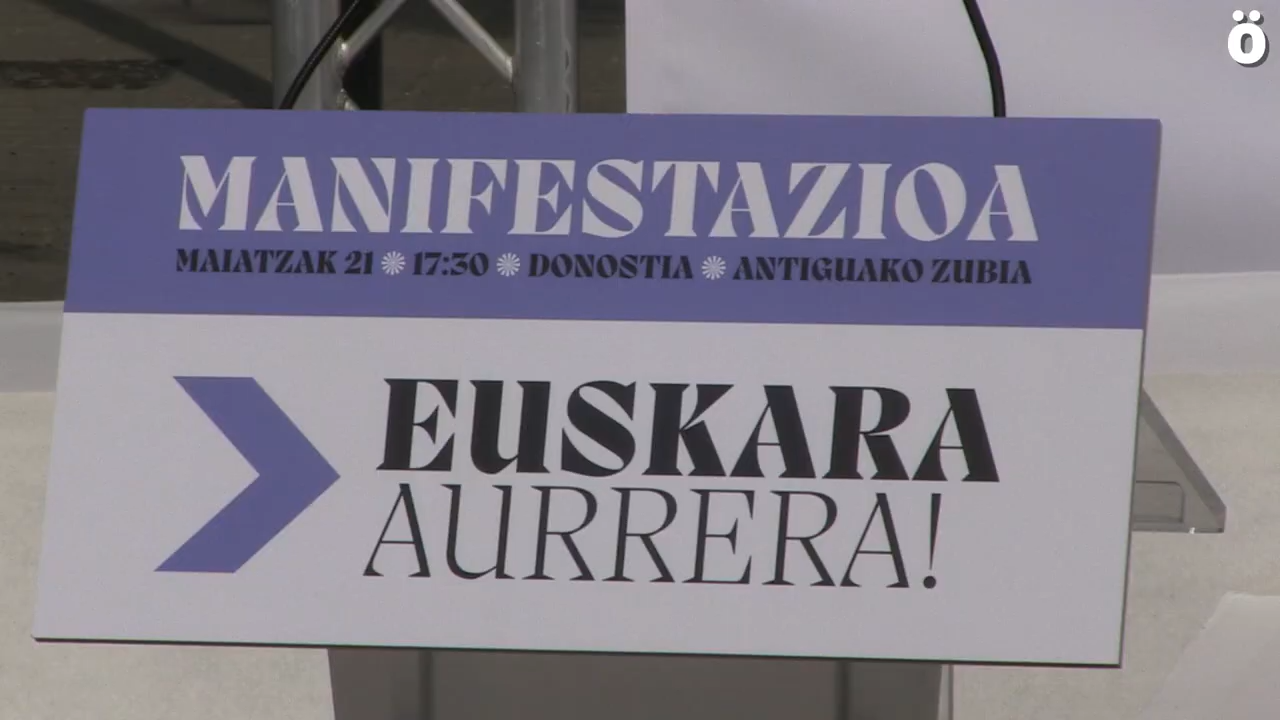 ö
MANIFESTAZIOA
MAIATZAK 21 17:30 DONOSTIA ANTIGUAKO ZUBIA
EUSKARA
AURRERA!